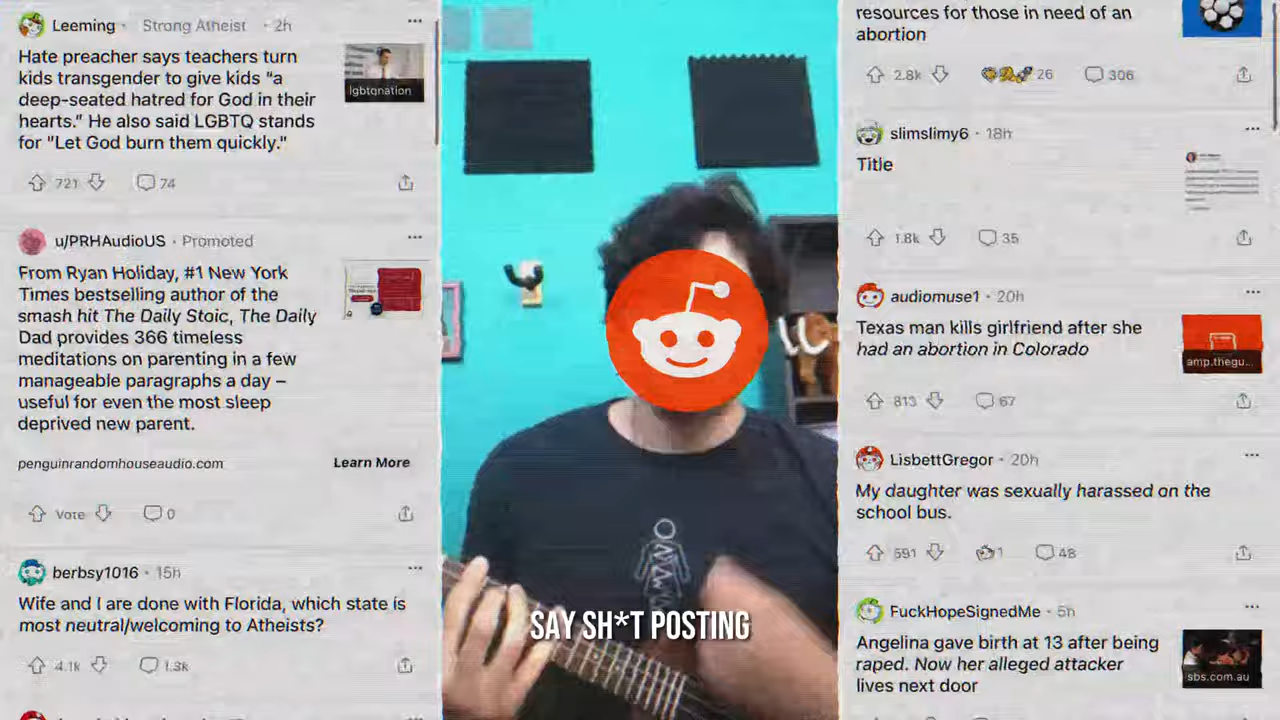 Leeming · Strong Atheist · 2h
Hate preacher says teachers turn
kids transgender to give kids "a
deep-seated hatred for God in their
hearts." He also said LGBTQ stands
for "Let God burn them quickly."
lgbtqnation
721
74
u/PRHAudioUS · Promoted
From Ryan Holiday, #1 New York
Times bestselling author of the
smash hit The Daily Stoic, The Daily
Dad provides 366 timeless
meditations on parenting in a few
manageable paragraphs a day –
useful for even the most sleep
deprived new parent.
penguinrandomhouseaudio.com
Learn More
Vote
0
berbsy1016 · 15h
Wife and I are done with Florida, which state is
most neutral/welcoming to Atheists?
4.1k
1.3k
SAY SH*T POSTING
resources for those in need of an
abortion
2.8k
26
306
slimslimy6 · 18h
Title
1.8k
35
audiomuse1 · 20h
Texas man kills girlfriend after she
had an abortion in Colorado
amp.thegu...
813
67
LisbettGregor · 20h
My daughter was sexually harassed on the
school bus.
591
1
48
FuckHopeSignedMe · 5h
Angelina gave birth at 13 after being
raped. Now her alleged attacker
lives next door
sbs.com.au